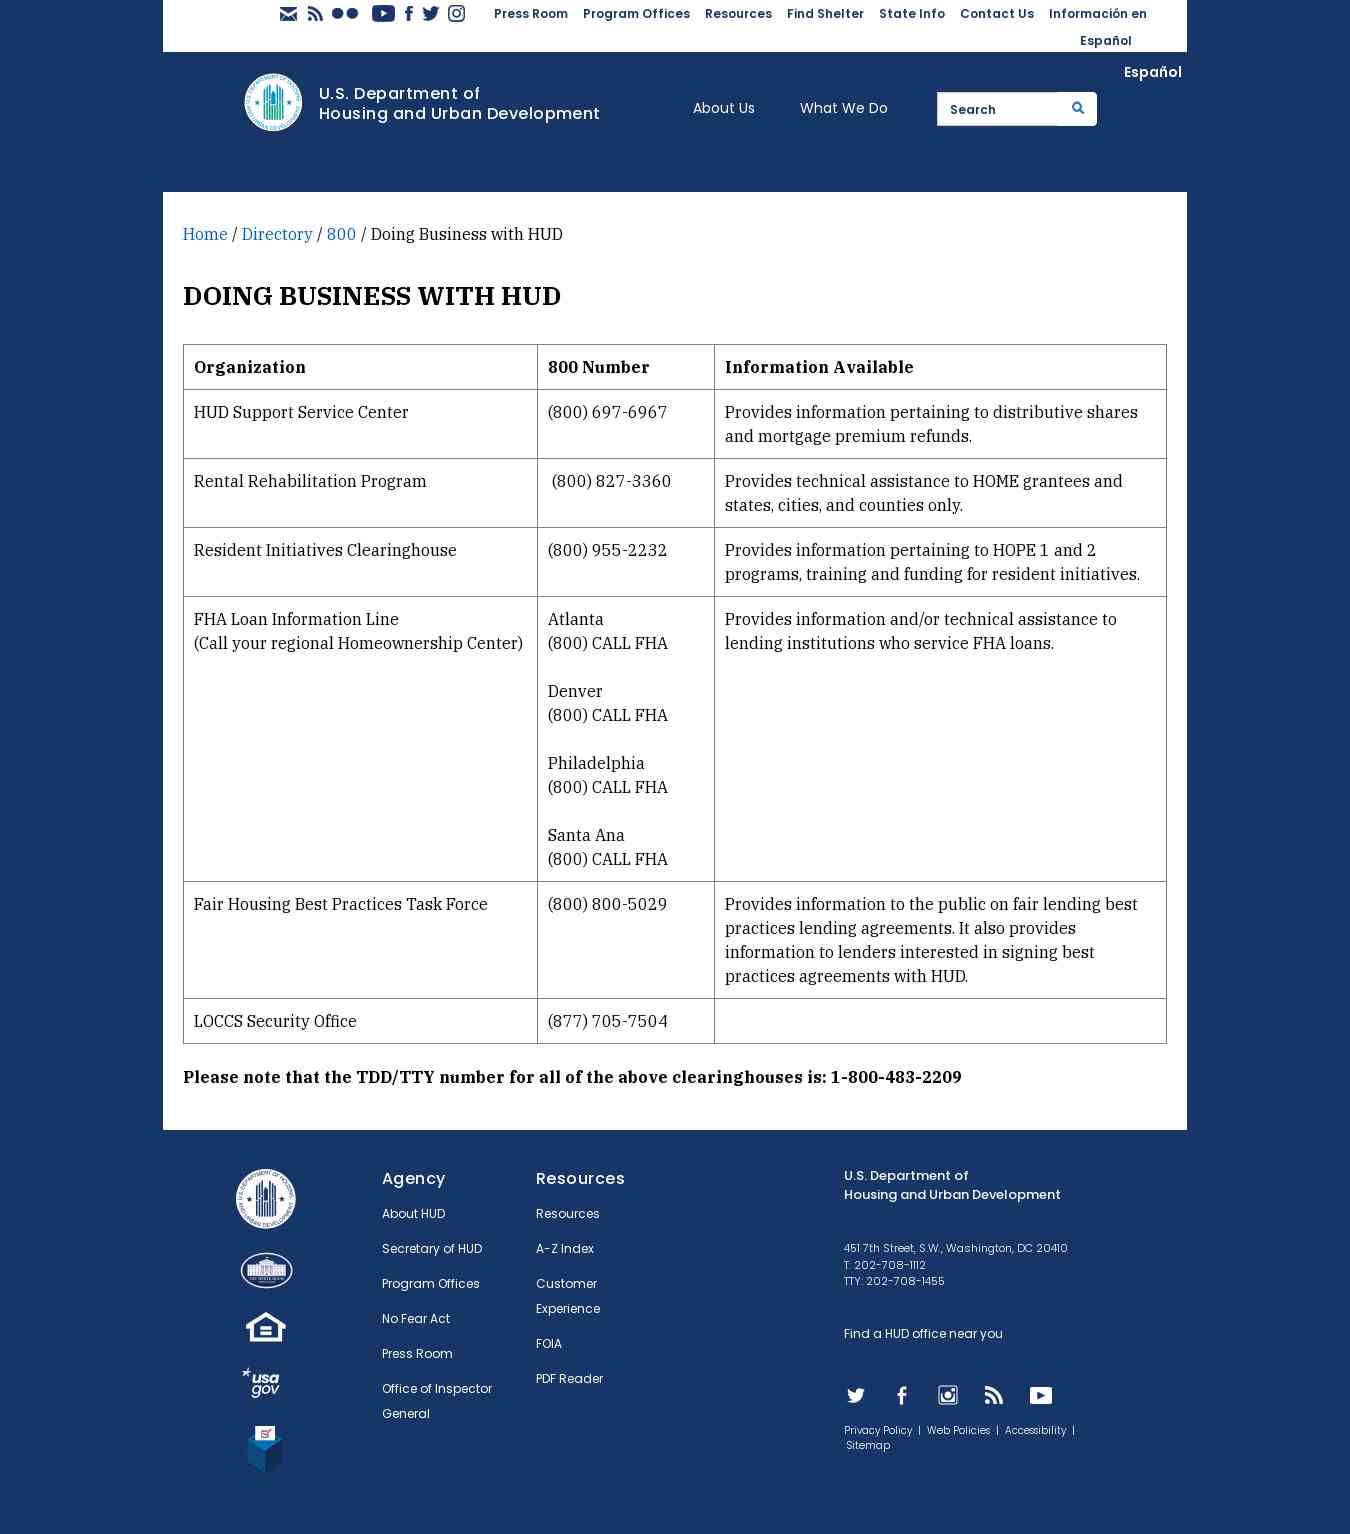 Press Room Program Offices Resources Find Shelter State Info Contact Us Información en
Español
Español
U.S. Department of
Housing and Urban Development
About Us What We Do Search
Home / Directory / 800 / Doing Business with HUD
DOING BUSINESS WITH HUD
Organization 800 Number Information Available
HUD Support Service Center (800) 697-6967 Provides information pertaining to distributive shares
and mortgage premium refunds.
Rental Rehabilitation Program (800) 827-3360 Provides technical assistance to HOME grantees and
states, cities, and counties only.
Resident Initiatives Clearinghouse (800) 955-2232 Provides information pertaining to HOPE 1 and 2
programs, training and funding for resident initiatives.
FHA Loan Information Line Atlanta Provides information and/or technical assistance to
(Call your regional Homeownership Center) (800) CALL FHA lending institutions who service FHA loans.
Denver
(800) CALL FHA
Philadelphia
(800) CALL FHA
Santa Ana
(800) CALL FHA
Fair Housing Best Practices Task Force (800) 800-5029 Provides information to the public on fair lending best
practices lending agreements. It also provides
information to lenders interested in signing best
practices agreements with HUD.
LOCCS Security Office (877) 705-7504
Please note that the TDD/TTY number for all of the above clearinghouses is: 1-800-483-2209
usa
gov
Agency
About HUD
Secretary of HUD
Program Offices
No Fear Act
Press Room
Office of Inspector
General
Resources
Resources
A-Z Index
Customer
Experience
FOIA
PDF Reader
U.S. Department of
Housing and Urban Development
451 7th Street, S.W., Washington, DC 20410
T: 202-708-1112
TTY: 202-708-1455
Find a HUD office near you
Privacy Policy | Web Policies | Accessibility |
Sitemap